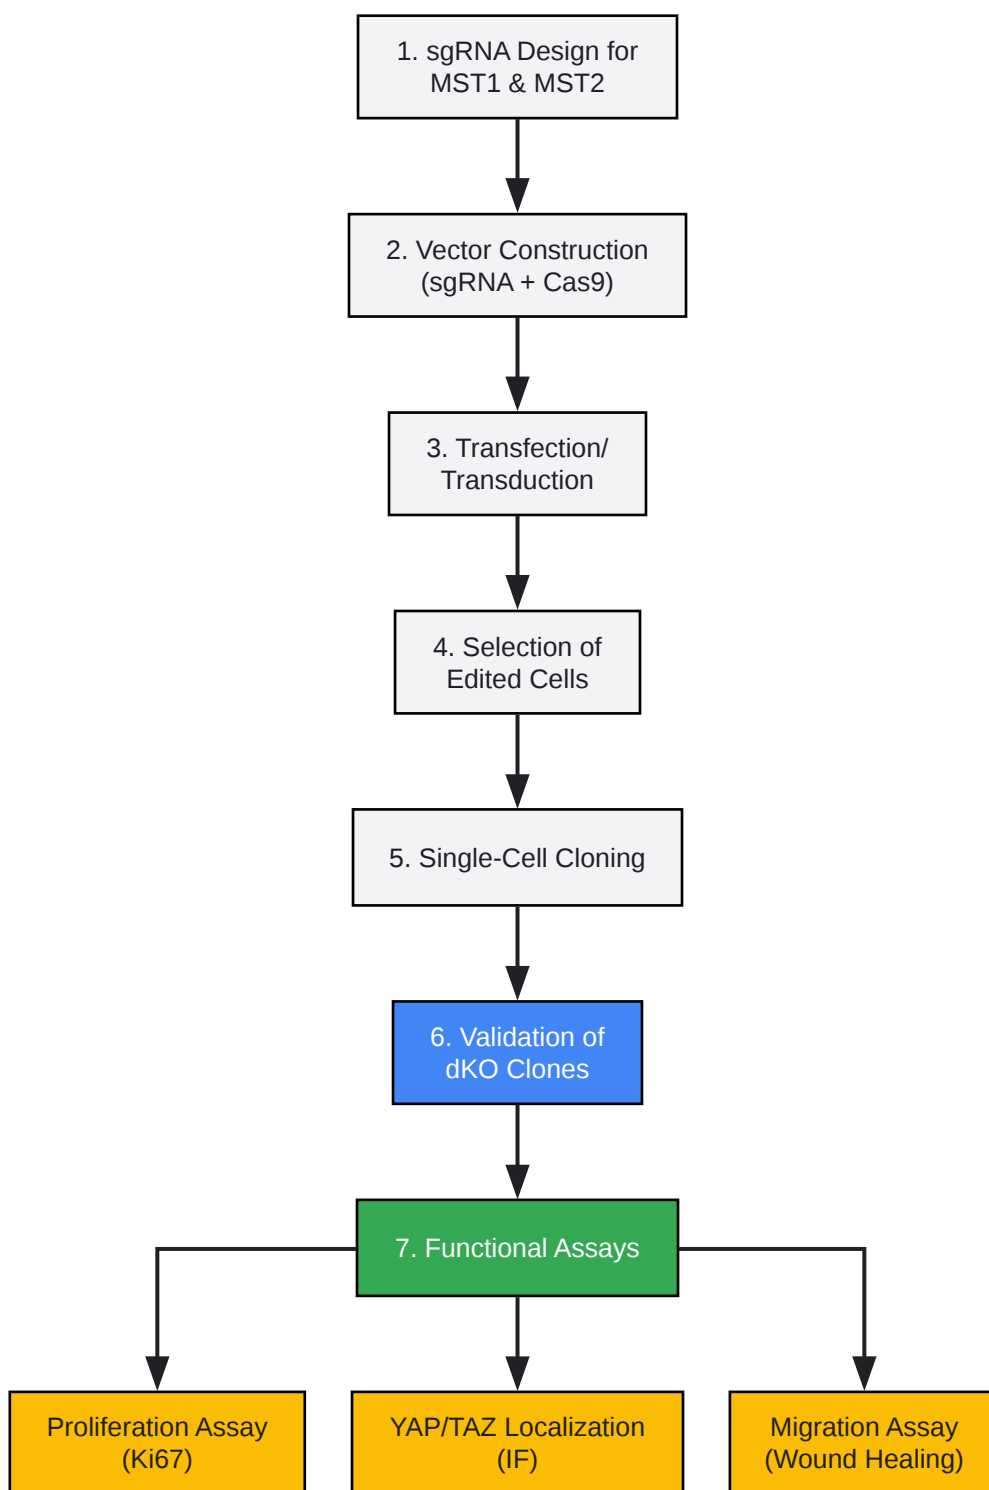 1. sgRNA Design for
MST1 & MST2
2. Vector Construction
(sgRNA + Cas9)
3. Transfection/
Transduction
4. Selection of
Edited Cells
5. Single-Cell Cloning
6. Validation of
dKO Clones
7. Functional Assays
Proliferation Assay
(Ki67)
YAP/TAZ Localization
(IF)
Migration Assay
(Wound Healing)